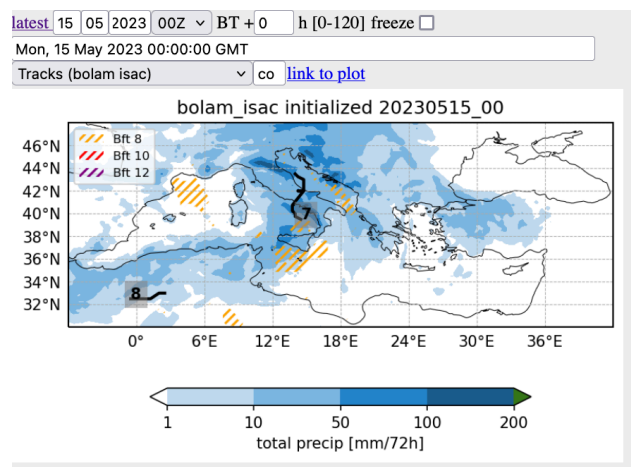 latest 15 05 2023 00Z BT + 0 h [0-120] freeze
Mon, 15 May 2023 00:00:00 GMT
Tracks (bolam isac) co link to plot
bolam_isac initialized 20230515_00
Bft 8
Bft 10
Bft 12
46°N
44°N
42°N
40°N
38°N
36°N
34°N
32°N
7
8
0° 6°E 12°E 18°E 24°E 30°E 36°E
1 10 50 100 200
total precip [mm/72h]